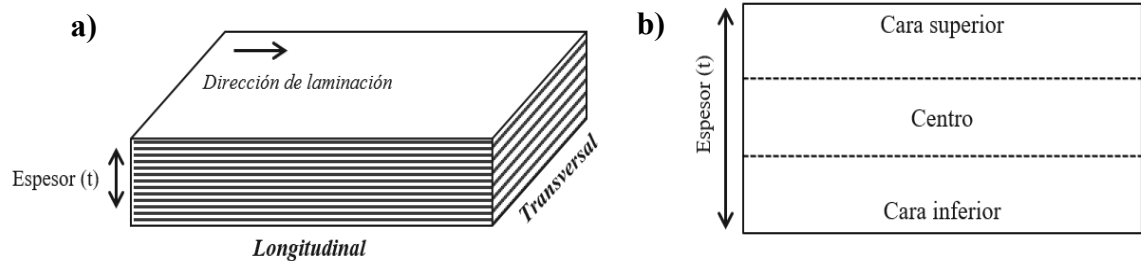 a)
Dirección de laminación
Espesor (t)
Longitudinal
Transversal
b)
Espesor (t)
Cara superior
Centro
Cara inferior